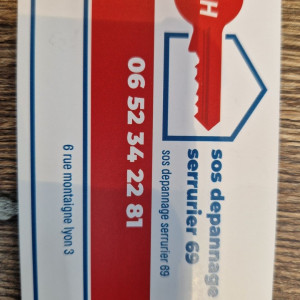 H
sos depannage
serrurier 69
sos depannage serrurier 69
06 52 34 22 81
6 rue montaigne lyon 3